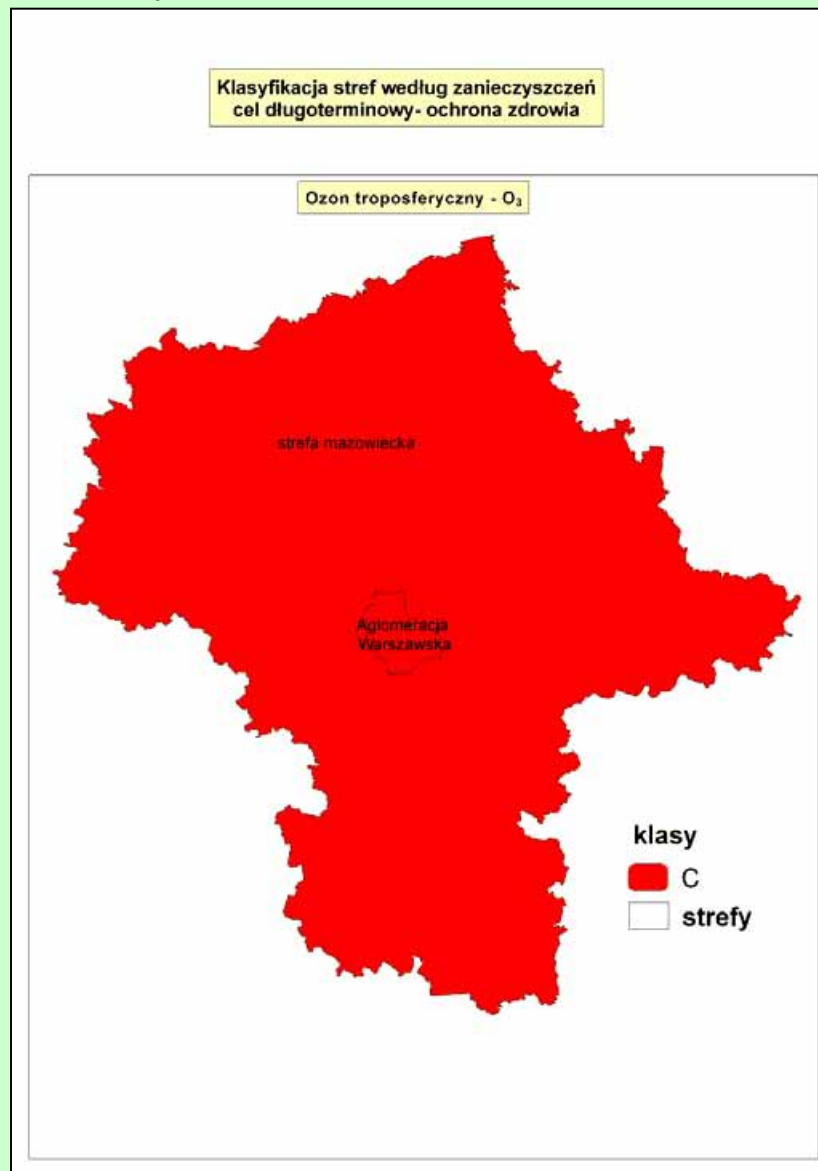 Klasyfikacja stref według zanieczyszczeń
cel długoterminowy- ochrona zdrowia
Ozon troposferyczny - O₃
strefa mazowiecka
Aglomeracja
Warszawska
klasy
C
strefy